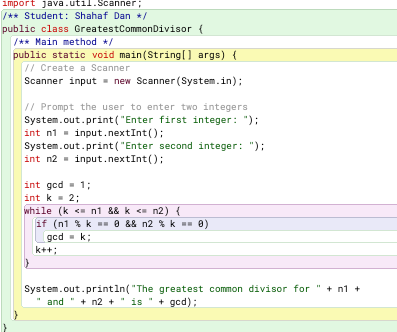 import java.util.Scanner;
/** Student: Shahaf Dan */
public class GreatestCommonDivisor {
/** Main method */
public static void main(String[] args) {
// Create a Scanner
Scanner input = new Scanner(System.in);
// Prompt the user to enter two integers
System.out.print("Enter first integer: ");
int n1 = input.nextInt();
System.out.print("Enter second integer: ");
int n2 = input.nextInt();
int gcd = 1;
int k = 2;
while (k <= n1 && k <= n2) {
if (n1 % k == 0 && n2 % k == 0)
gcd = k;
k++;
}
System.out.println("The greatest common divisor for " + n1 +
" and " + n2 + " is " + gcd);
}
}